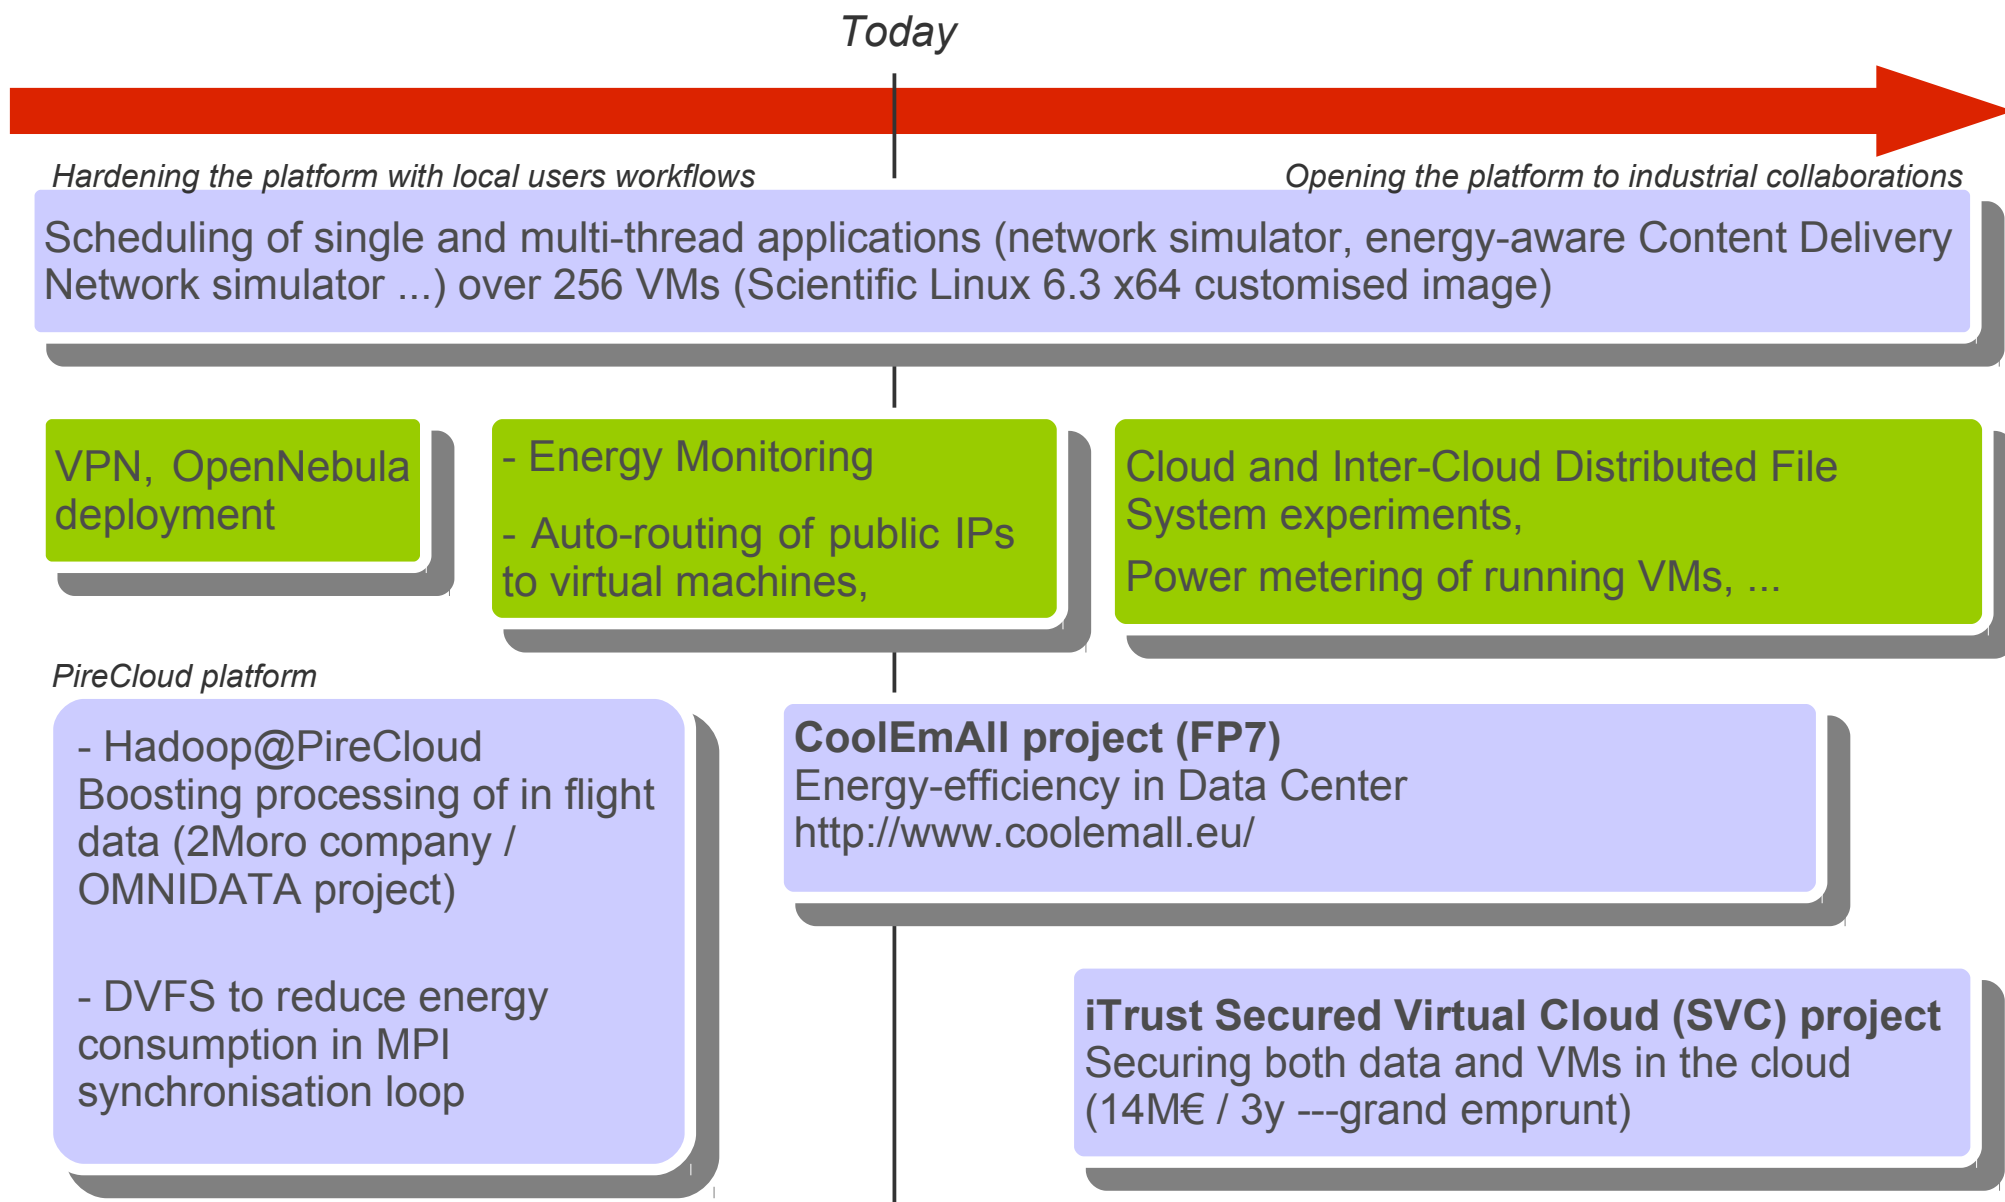 Today
Hardening the platform with local users workflows
Opening the platform to industrial collaborations
Scheduling of single and multi-thread applications (network simulator, energy-aware Content Delivery
Network simulator ...) over 256 VMs (Scientific Linux 6.3 x64 customised image)
VPN, OpenNebula
deployment
- Energy Monitoring
- Auto-routing of public IPs
to virtual machines,
Cloud and Inter-Cloud Distributed File
System experiments,
Power metering of running VMs, ...
PireCloud platform
- Hadoop@PireCloud
Boosting processing of in flight
data (2Moro company /
OMNIDATA project)
- DVFS to reduce energy
consumption in MPI
synchronisation loop
CoolEmAll project (FP7)
Energy-efficiency in Data Center
http://www.coolemall.eu/
iTrust Secured Virtual Cloud (SVC) project
Securing both data and VMs in the cloud
(14M€ / 3y ---grand emprunt)